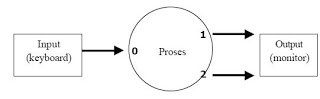 Input
(keyboard)
0
Proses
1
2
Output
(monitor)